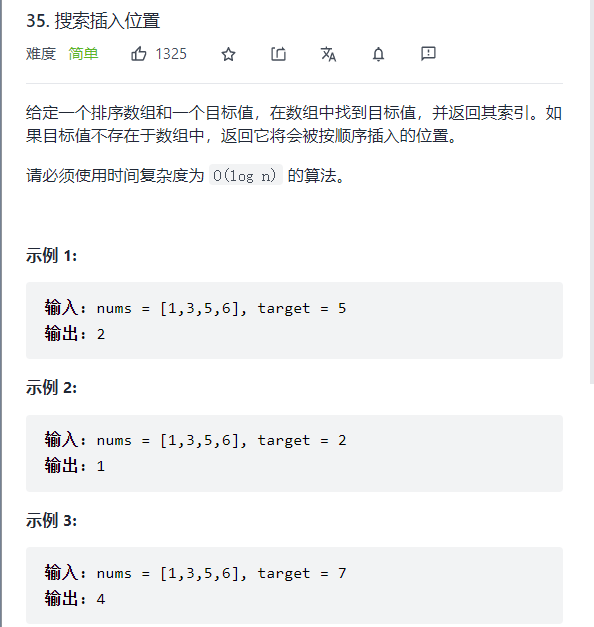 35. 搜索插入位置
难度 简单 1325
给定一个排序数组和一个目标值，在数组中找到目标值，并返回其索引。如
果目标值不存在于数组中，返回它将会被按顺序插入的位置。
请必须使用时间复杂度为 O(log n) 的算法。
示例 1:
输入: nums = [1,3,5,6], target = 5
输出: 2
示例 2:
输入: nums = [1,3,5,6], target = 2
输出: 1
示例 3:
输入: nums = [1,3,5,6], target = 7
输出: 4